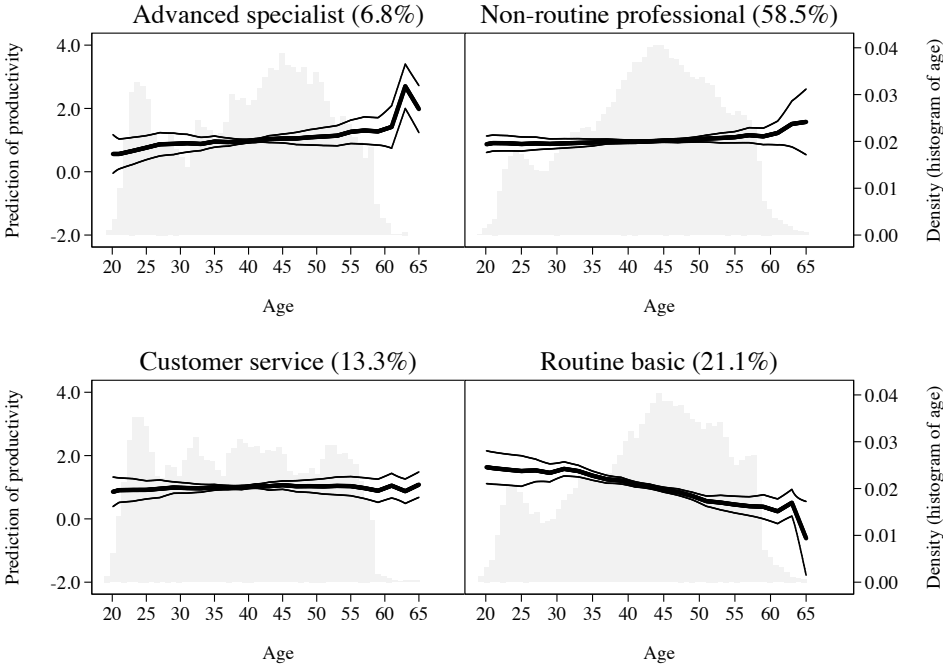 Advanced specialist (6.8%)
Non-routine professional (58.5%)
Prediction of productivity
4.0
2.0
0.0
-2.0
0.04
0.03
0.02
0.01
0.00
Density (histogram of age)
20 25 30 35 40 45 50 55 60 65
20 25 30 35 40 45 50 55 60 65
Age
Age
Customer service (13.3%)
Routine basic (21.1%)
Prediction of productivity
4.0
2.0
0.0
-2.0
0.04
0.03
0.02
0.01
0.00
Density (histogram of age)
20 25 30 35 40 45 50 55 60 65
20 25 30 35 40 45 50 55 60 65
Age
Age